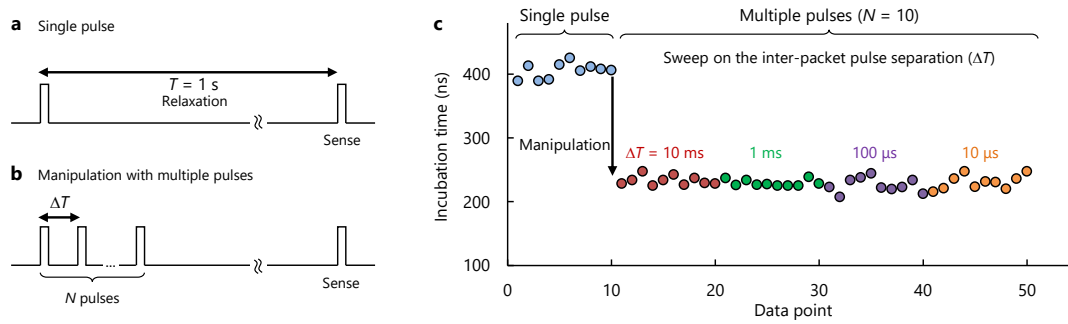 a Single pulse
T = 1 s
Relaxation
Sense
b Manipulation with multiple pulses
ΔT
...
N pulses
Sense
c
Single pulse
Multiple pulses (N = 10)
Sweep on the inter-packet pulse separation (ΔT)
Manipulation
ΔT = 10 ms
1 ms
100 µs
10 µs
Incubation time (ns)
400
300
200
100
0
10
20
30
40
50
Data point